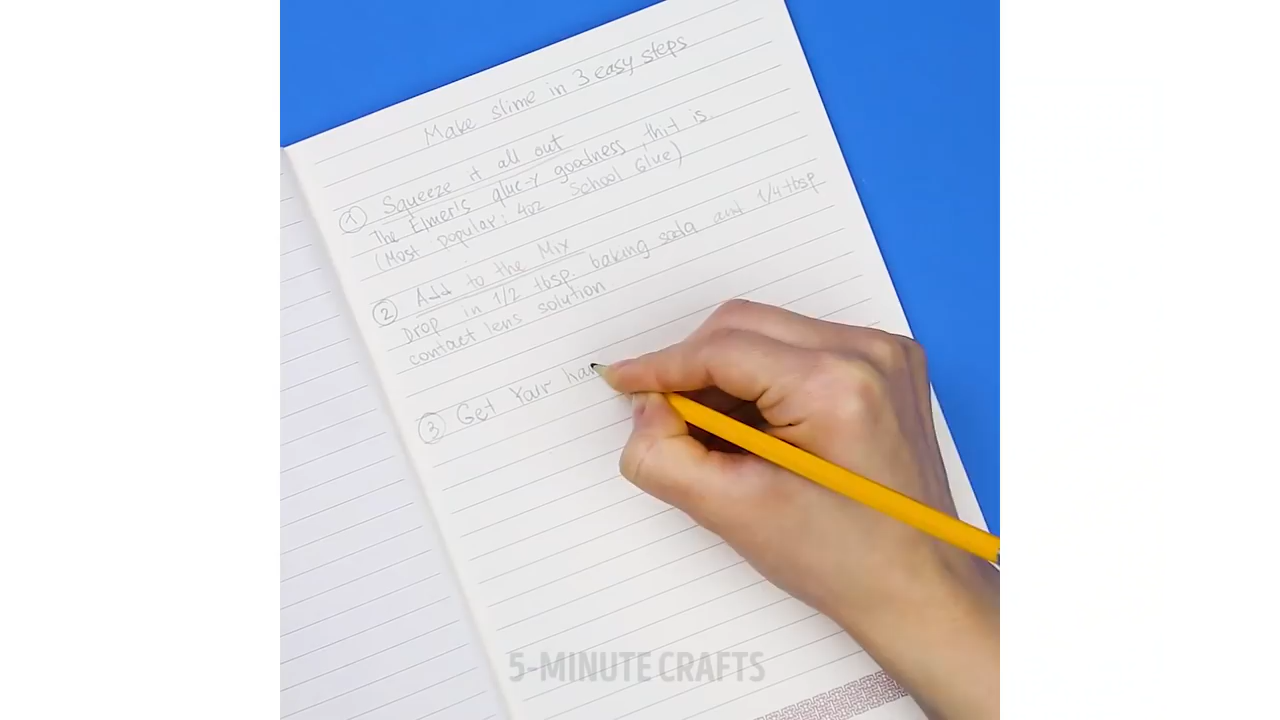 Make slime in 3 easy steps
① Squeeze it all out
The Elmer's glue-y goodness, that is.
(Most popular: 4oz School Glue)
② Add to the Mix
Drop in 1/2 tbsp. baking soda and 1/4 tbsp
contact lens solution
③ Get Your han
5-MINUTE CRAFTS